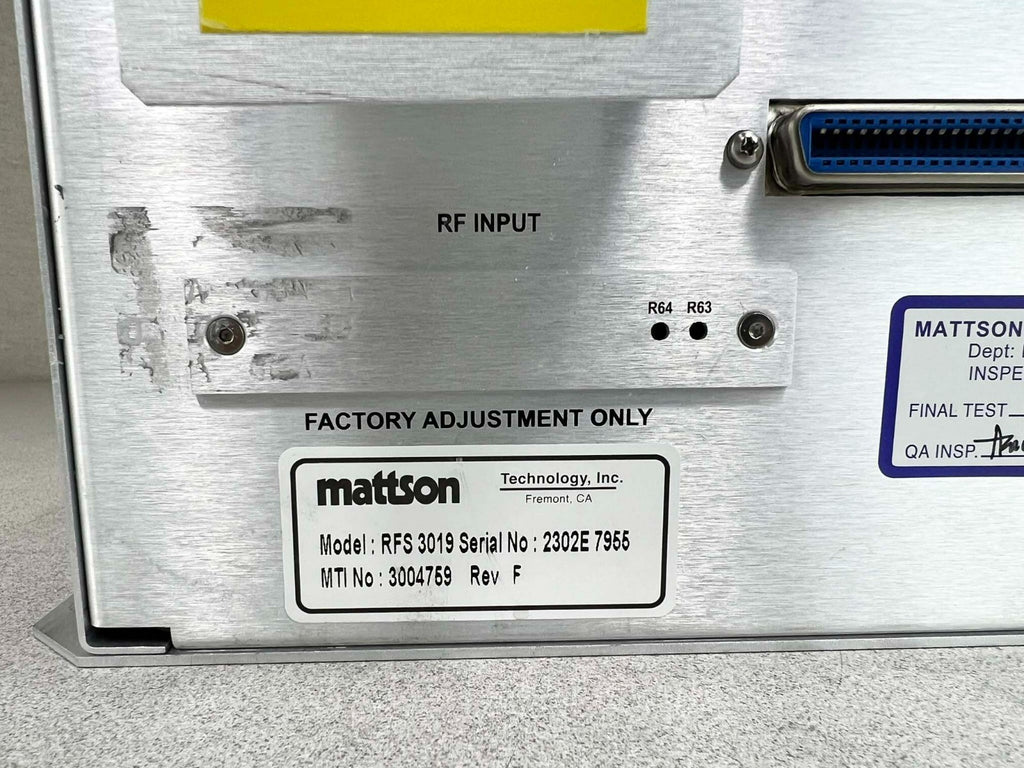 RF INPUT
R64 R63
FACTORY ADJUSTMENT ONLY
mattson Technology, Inc.
Fremont, CA
Model : RFS 3019 Serial No : 2302E 7955
MTI No : 3004759 Rev F
MATTSON
Dept:
INSPE
FINAL TEST
QA INSP.